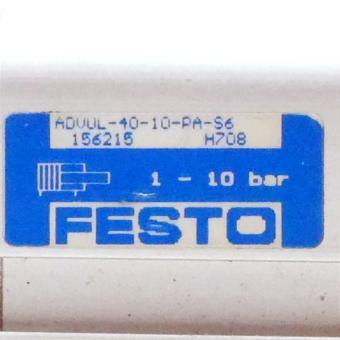 ADVUL-40-10-PA-S6
156215 H708
1 - 10 bar
FESTO